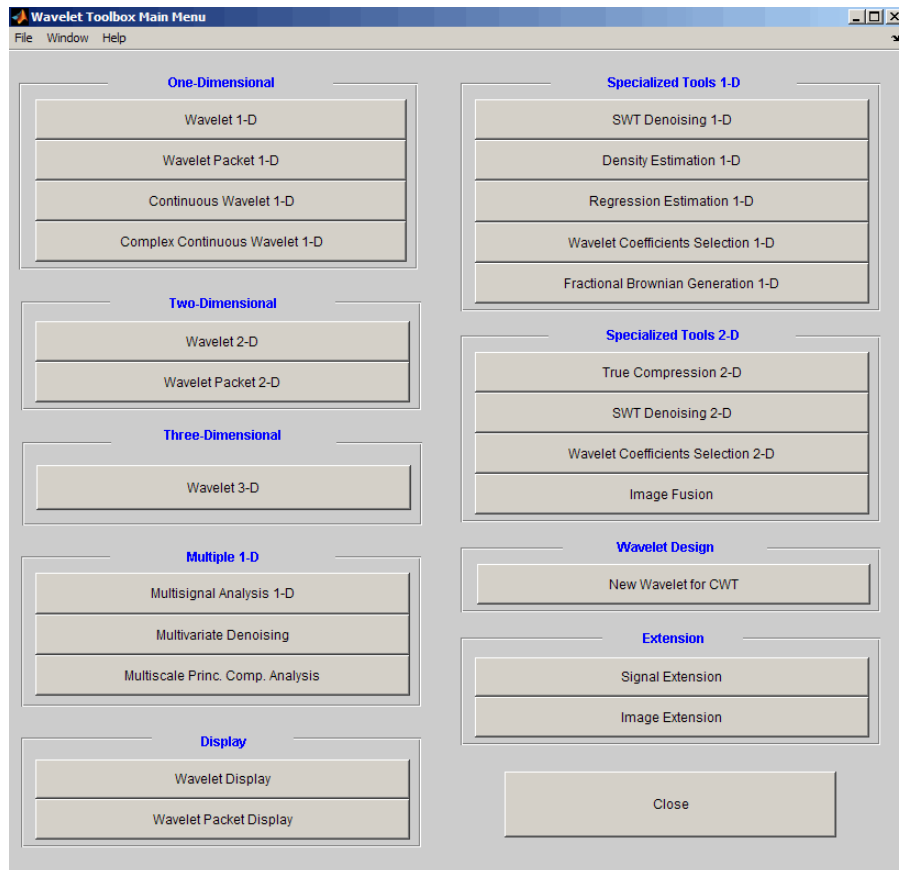 Wavelet Toolbox Main Menu
File Window Help
One-Dimensional
Wavelet 1-D
Wavelet Packet 1-D
Continuous Wavelet 1-D
Complex Continuous Wavelet 1-D
Two-Dimensional
Wavelet 2-D
Wavelet Packet 2-D
Three-Dimensional
Wavelet 3-D
Multiple 1-D
Multisignal Analysis 1-D
Multivariate Denoising
Multiscale Princ. Comp. Analysis
Display
Wavelet Display
Wavelet Packet Display
Specialized Tools 1-D
SWT Denoising 1-D
Density Estimation 1-D
Regression Estimation 1-D
Wavelet Coefficients Selection 1-D
Fractional Brownian Generation 1-D
Specialized Tools 2-D
True Compression 2-D
SWT Denoising 2-D
Wavelet Coefficients Selection 2-D
Image Fusion
Wavelet Design
New Wavelet for CWT
Extension
Signal Extension
Image Extension
Close